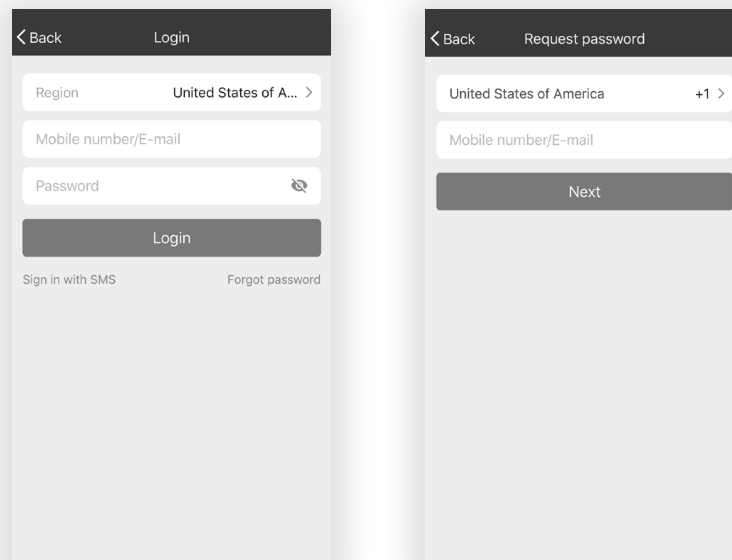 Back Login
Region United States of A...
Mobile number/E-mail
Password
Login
Sign in with SMS Forgot password
Back Request password
United States of America +1
Mobile number/E-mail
Next